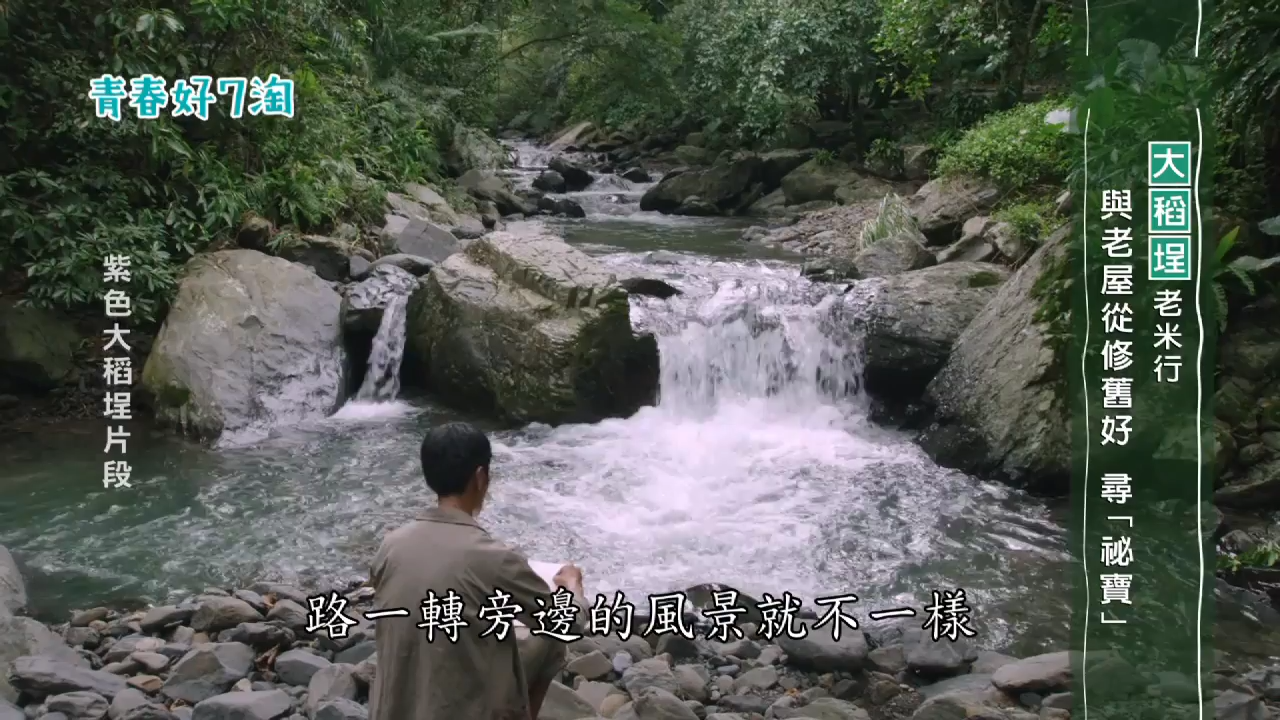 青春好7淘
大稻埕老米行
與老屋從修舊好 尋「祕寶」
紫色大稻埕片段
路一轉旁邊的風景就不一樣